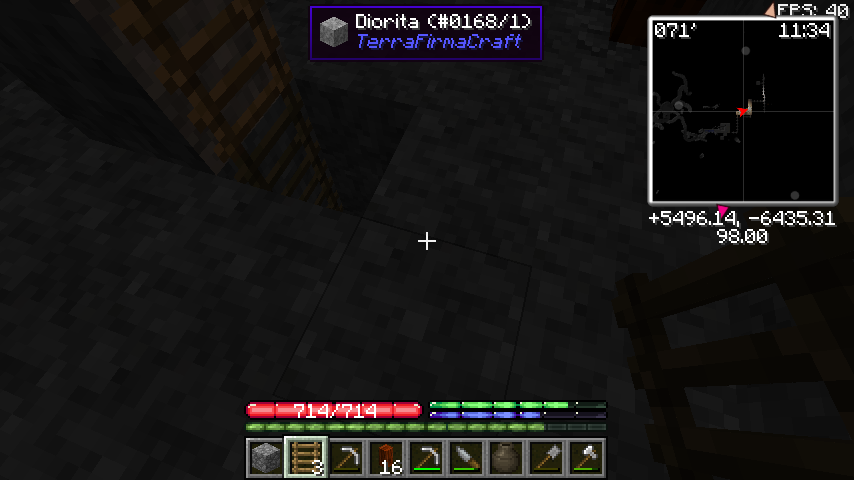 Diorita (#0168/1)
TerraFirmaCraft
FPS: 40
071°
11:34
+5496.14, -6435.31
98.00
714/714
3
16